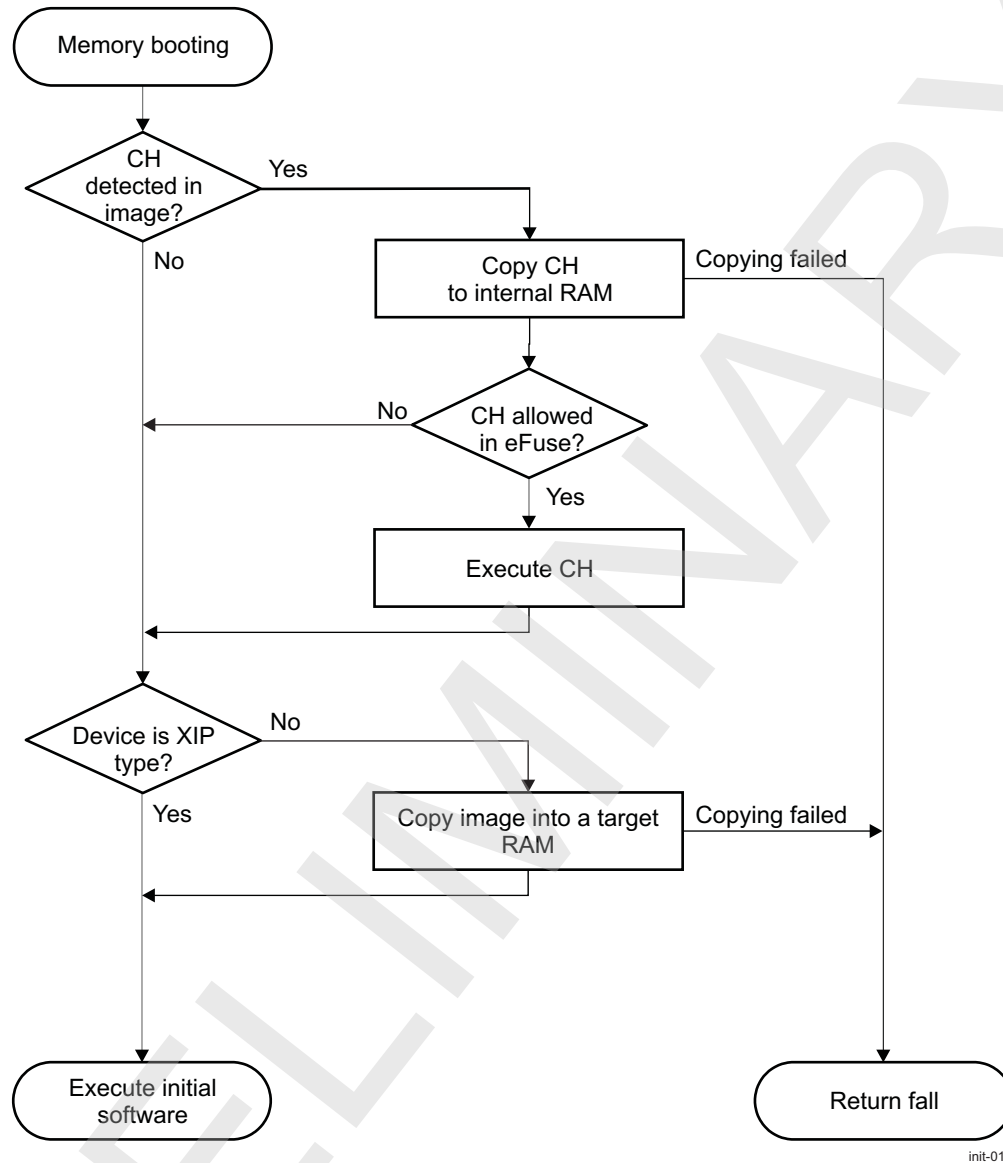 Memory booting
CH
detected in
image?
Yes
No
Copy CH
to internal RAM
Copying failed
No
CH allowed
in eFuse?
Yes
Execute CH
Device is XIP
type?
No
Yes
Copy image into a target
RAM
Copying failed
Execute initial
software
Return fall
init-01